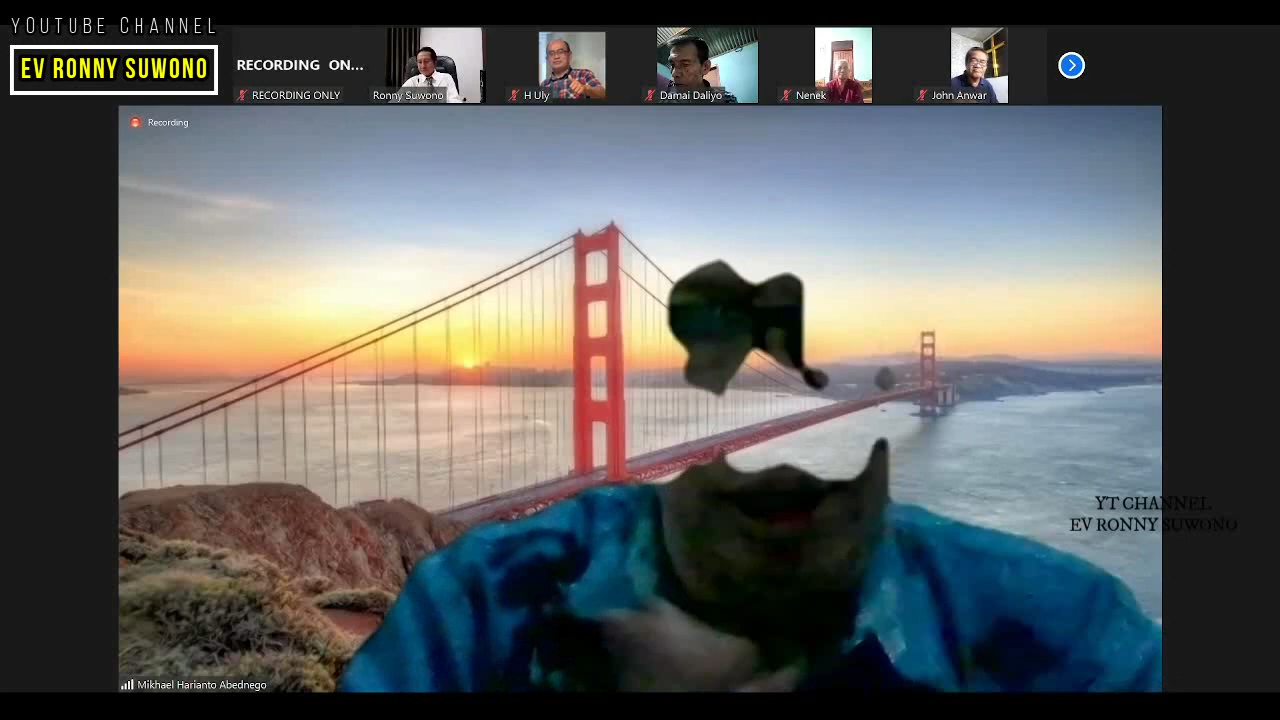 YOUTUBE CHANNEL
EV RONNY SUWONO
RECORDING ON...
RECORDING ONLY
Ronny Suwono
H Uly
Damai Daliyo
Nenek
John Anwar
Recording
YT CHANNEL
EV RONNY SUWONO
Mikhael Harianto Abednego